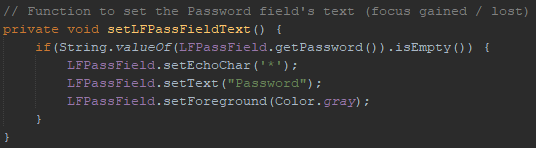 // Function to set the Password field's text (focus gained / lost)
private void setLFPassFieldText() {
    if(String.valueOf(LFPassField.getPassword()).isEmpty()) {
        LFPassField.setEchoChar('*');
        LFPassField.setText("Password");
        LFPassField.setForeground(Color.gray);
    }
}